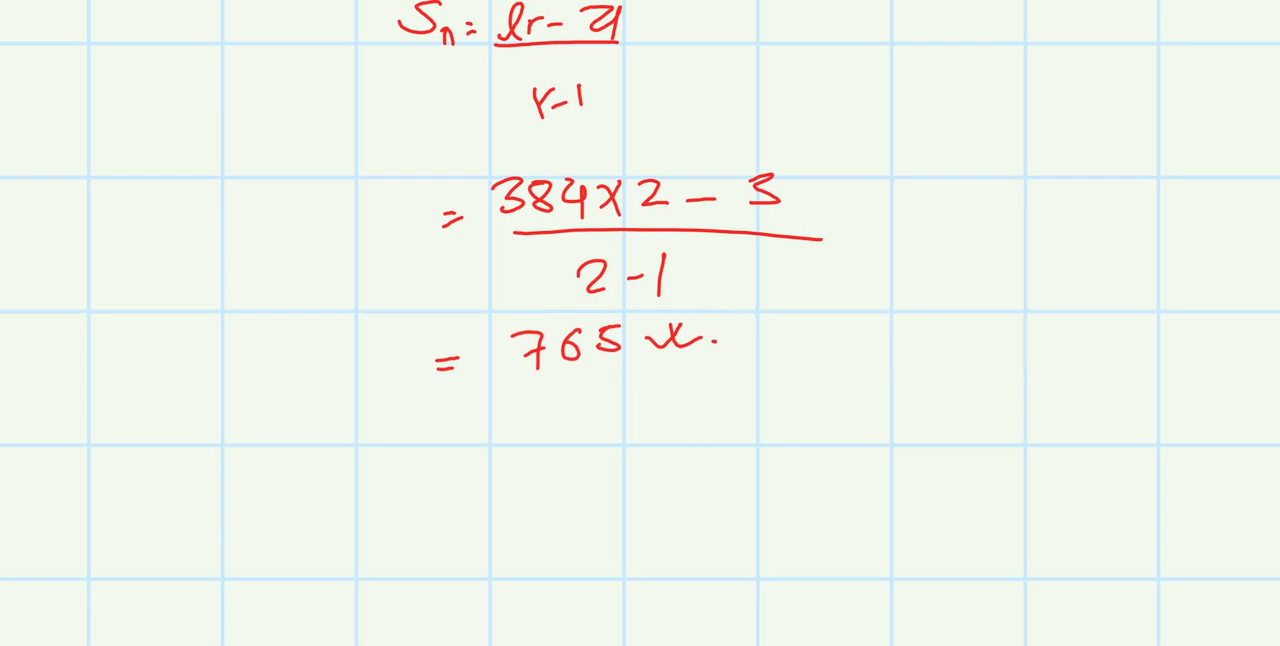 Sn = lr - a
r - 1
= 384 × 2 - 3
2 - 1
= 765